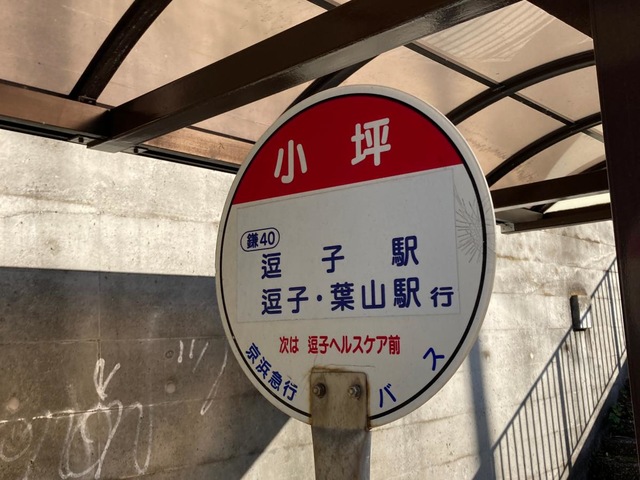 小坪
鎌40
逗子駅
逗子・葉山駅行
次は 逗子ヘルスケア前
京浜急行バス